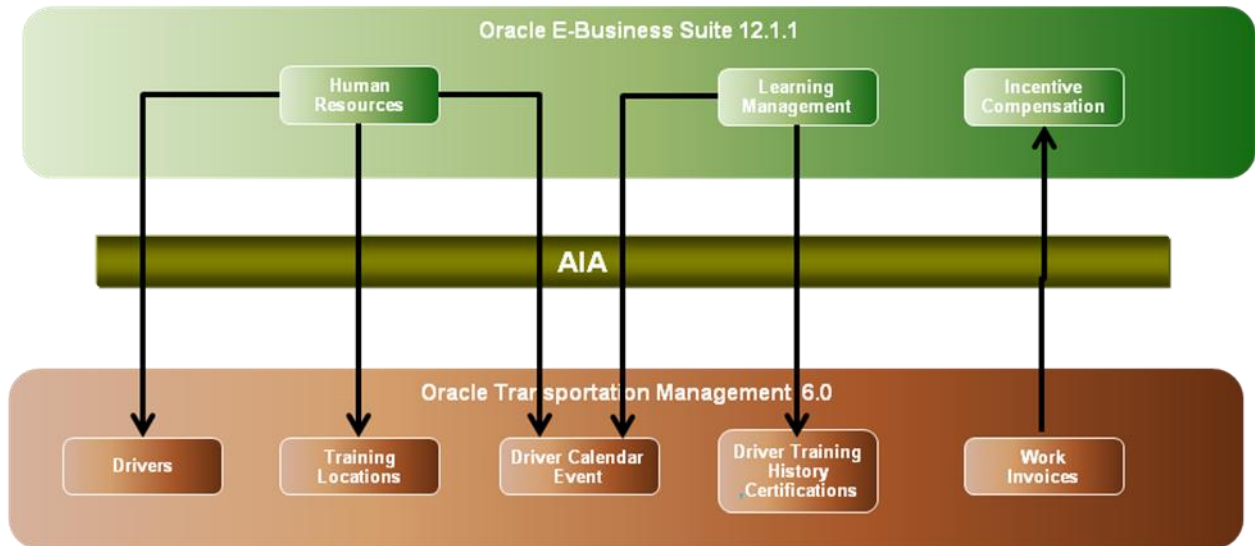 Oracle E-Business Suite 12.1.1
Human
Resources
Learning
Management
Incentive
Compensation
AIA
Oracle Transportation Management 6.0
Drivers
Training
Locations
Driver Calendar
Event
Driver Training
History
,Certifications
Work
Invoices